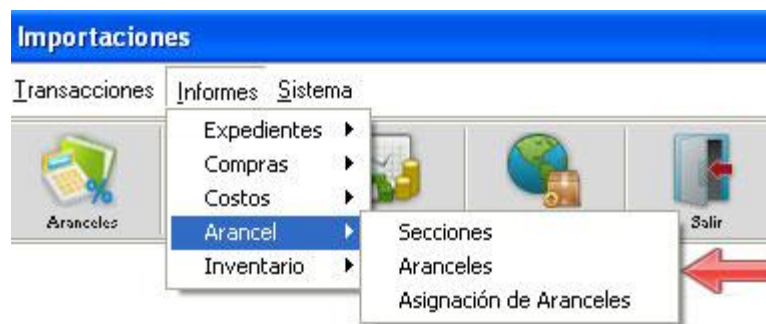 Importaciones
Transacciones Informes Sistema
Expedientes
Compras
Costos
Aranceles
Arancel
Secciones
Salir
Inventario
Aranceles
Asignación de Aranceles